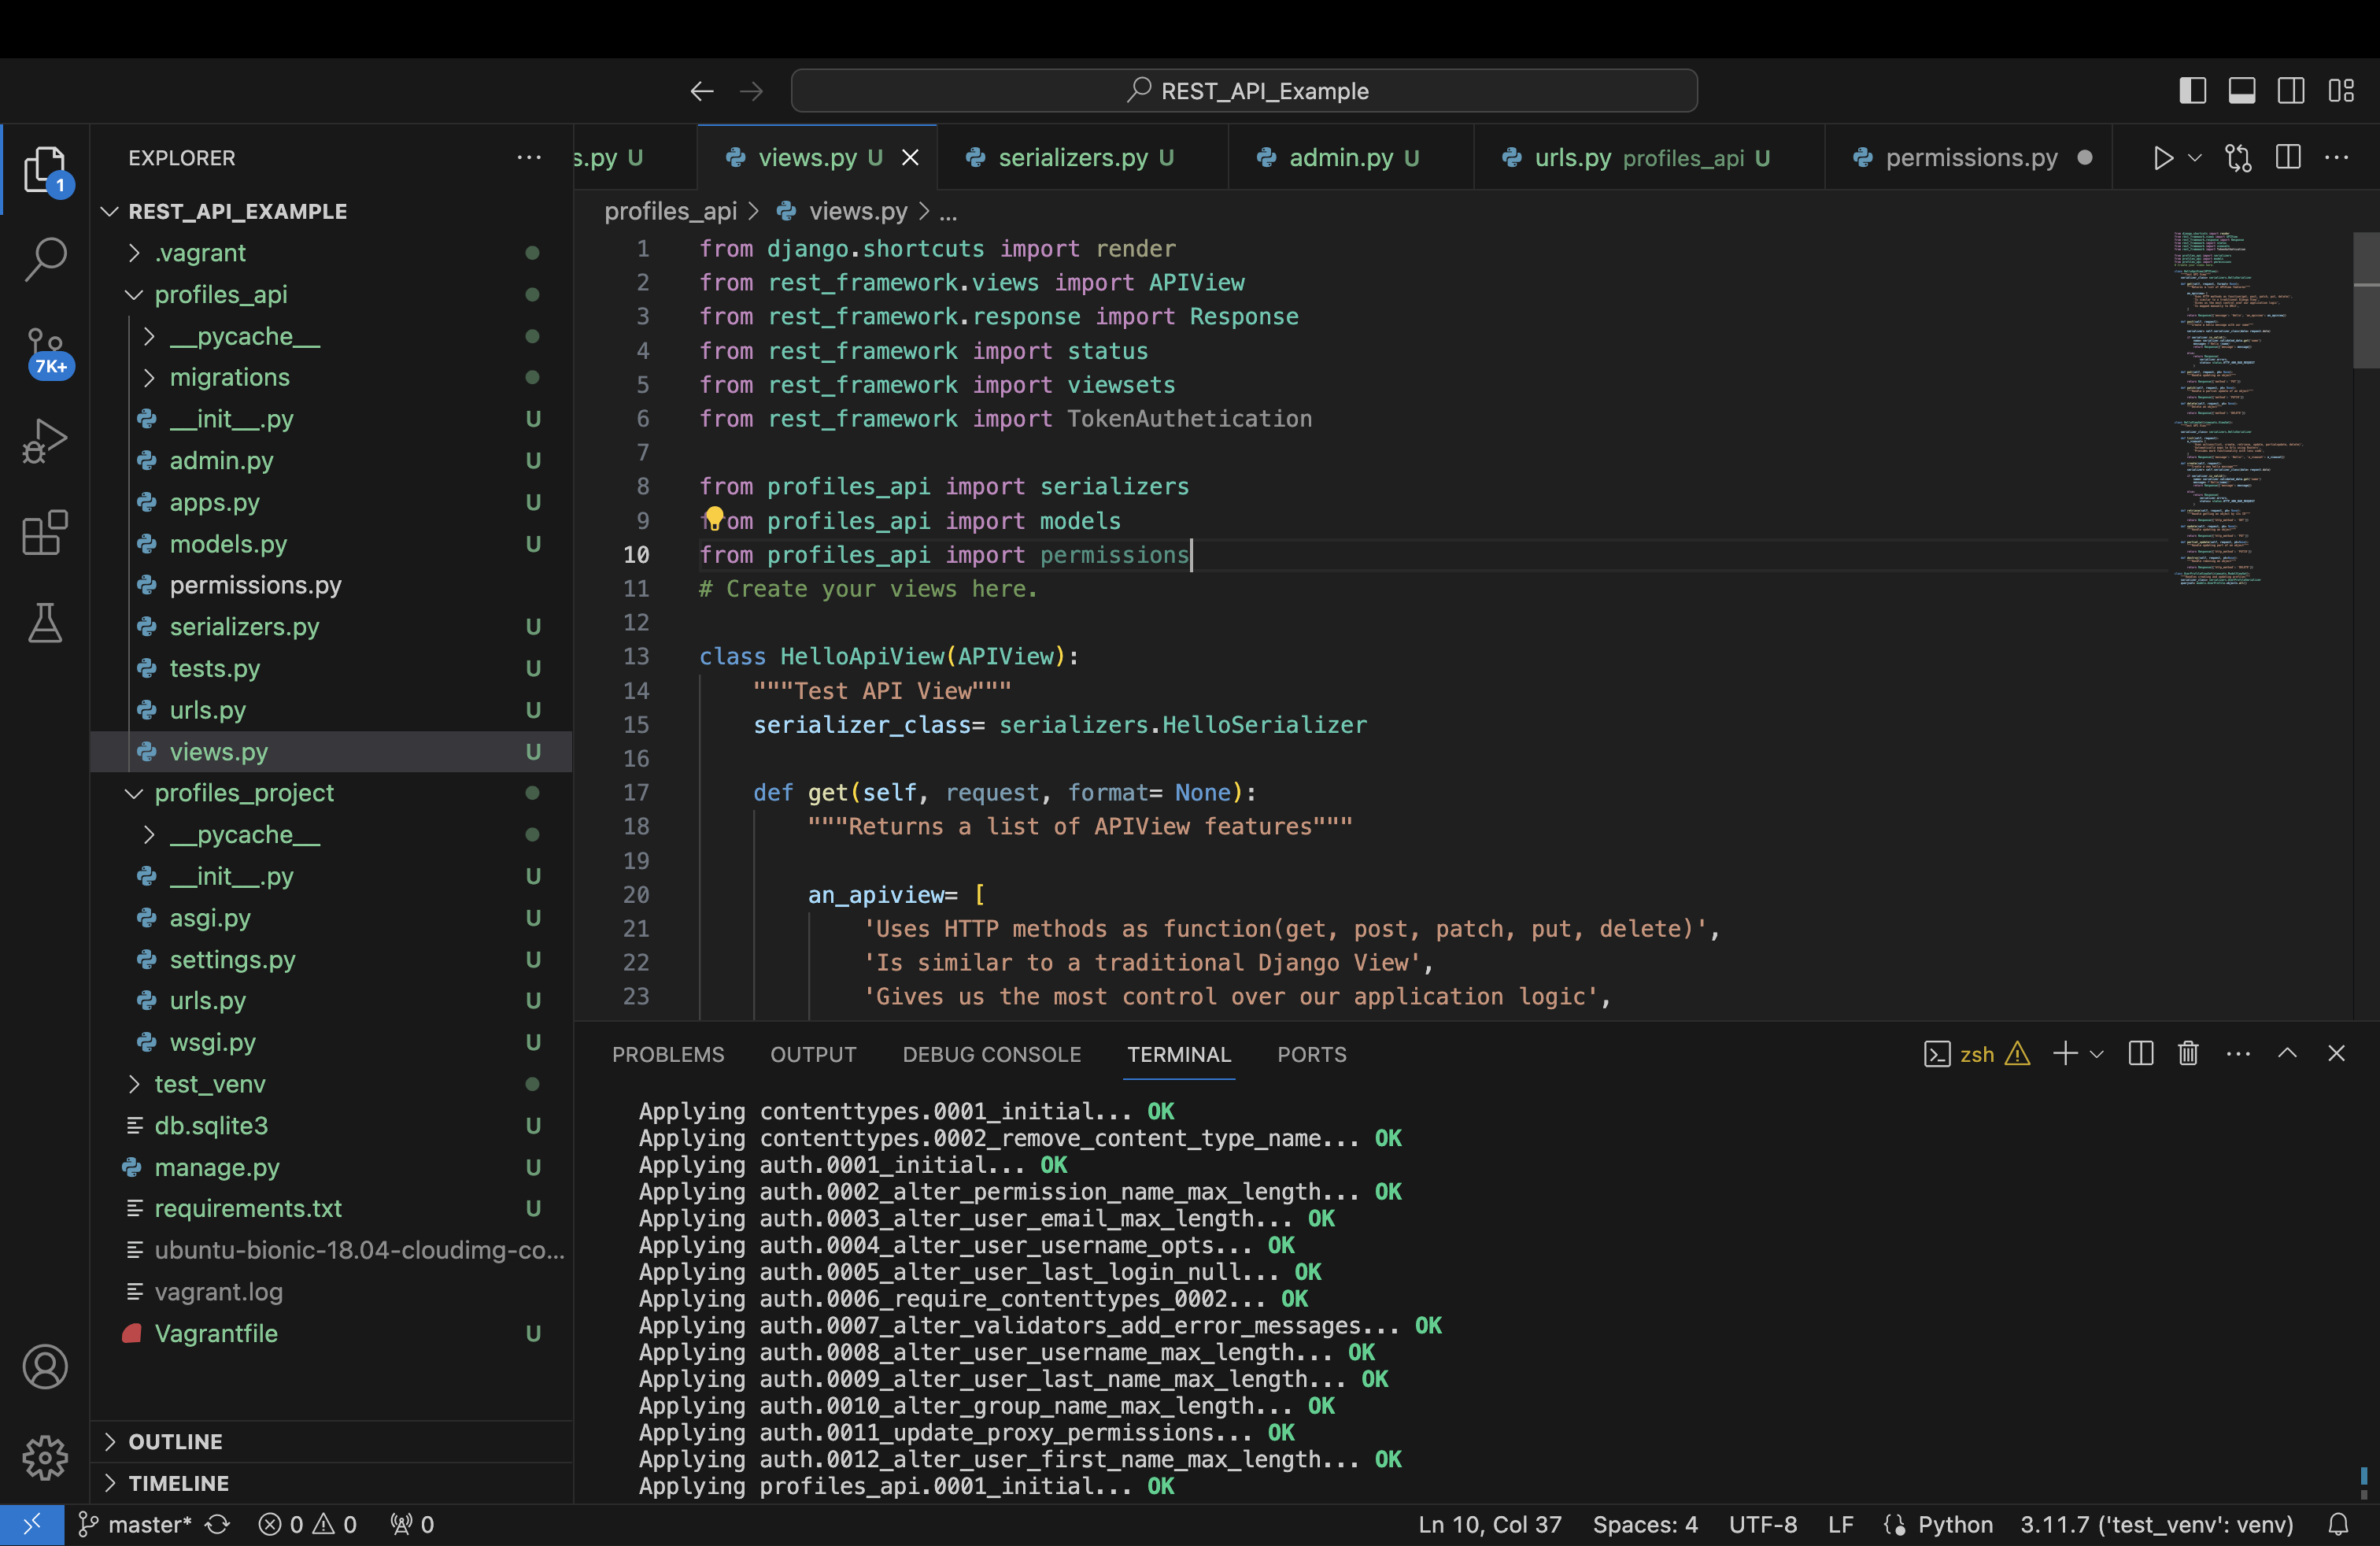 REST_API_Example
EXPLORER
s.py U
views.py U
serializers.py U
admin.py U
urls.py profiles_api U
permissions.py
1
REST_API_EXAMPLE
.vagrant
profiles_api
__pycache__
7K+
migrations
__init__.py U
admin.py U
apps.py U
models.py U
permissions.py
serializers.py U
tests.py U
urls.py U
views.py U
profiles_project
__pycache__
__init__.py U
asgi.py U
settings.py U
urls.py U
wsgi.py U
test_venv
db.sqlite3 U
manage.py U
requirements.txt U
ubuntu-bionic-18.04-cloudimg-co...
vagrant.log
Vagrantfile U
OUTLINE
TIMELINE
profiles_api > views.py > ...
1 from django.shortcuts import render
2 from rest_framework.views import APIView
3 from rest_framework.response import Response
4 from rest_framework import status
5 from rest_framework import viewsets
6 from rest_framework import TokenAuthetication
7
8 from profiles_api import serializers
9 from profiles_api import models
10 from profiles_api import permissions
11 # Create your views here.
12
13 class HelloApiView(APIView):
14 """Test API View"""
15 serializer_class= serializers.HelloSerializer
16
17 def get(self, request, format= None):
18 """Returns a list of APIView features"""
19
20 an_apiview= [
21 'Uses HTTP methods as function(get, post, patch, put, delete)',
22 'Is similar to a traditional Django View',
23 'Gives us the most control over our application logic',
PROBLEMS OUTPUT DEBUG CONSOLE TERMINAL PORTS
zsh
Applying contenttypes.0001_initial... OK
Applying contenttypes.0002_remove_content_type_name... OK
Applying auth.0001_initial... OK
Applying auth.0002_alter_permission_name_max_length... OK
Applying auth.0003_alter_user_email_max_length... OK
Applying auth.0004_alter_user_username_opts... OK
Applying auth.0005_alter_user_last_login_null... OK
Applying auth.0006_require_contenttypes_0002... OK
Applying auth.0007_alter_validators_add_error_messages... OK
Applying auth.0008_alter_user_username_max_length... OK
Applying auth.0009_alter_user_last_name_max_length... OK
Applying auth.0010_alter_group_name_max_length... OK
Applying auth.0011_update_proxy_permissions... OK
Applying auth.0012_alter_user_first_name_max_length... OK
Applying profiles_api.0001_initial... OK
master* 0 0 0 Ln 10, Col 37 Spaces: 4 UTF-8 LF Python 3.11.7 ('test_venv': venv)